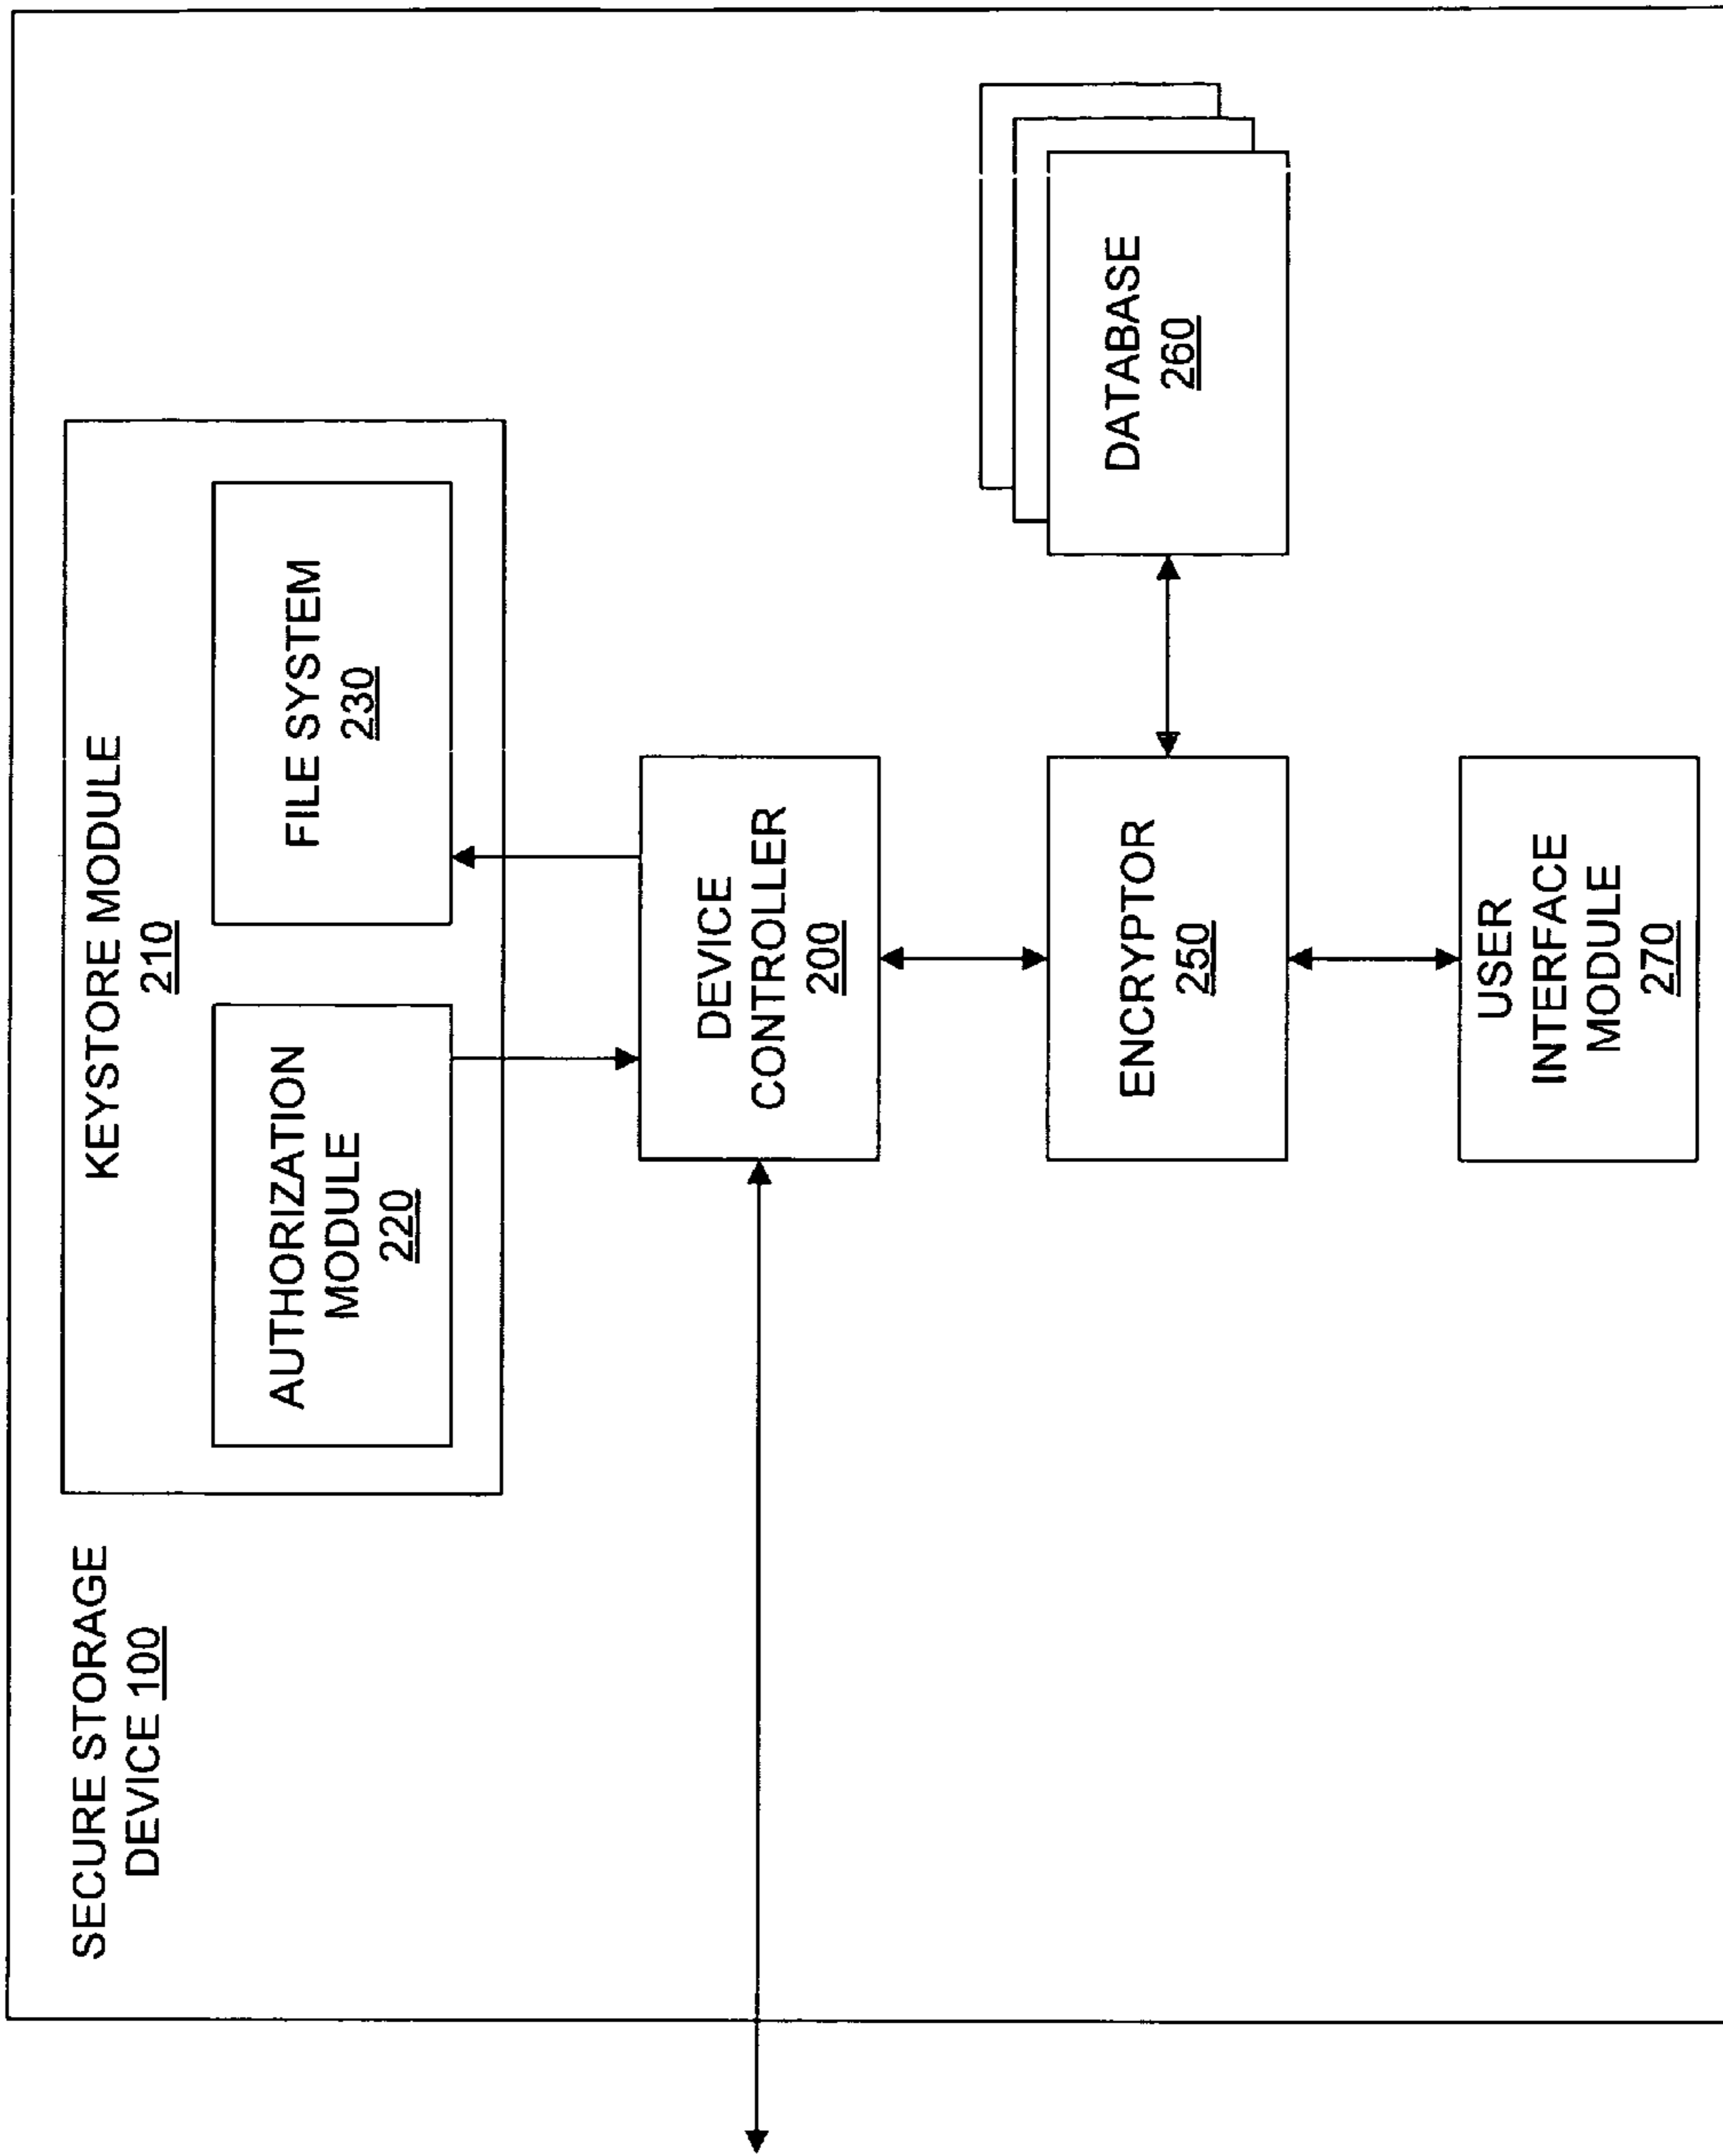 SECURE STORAGE
DEVICE 100
KEYSTORE MODULE
210
AUTHORIZATION
MODULE
220
FILE SYSTEM
230
DEVICE
CONTROLLER
200
ENCRYPTOR
250
DATABASE
260
USER
INTERFACE
MODULE
270